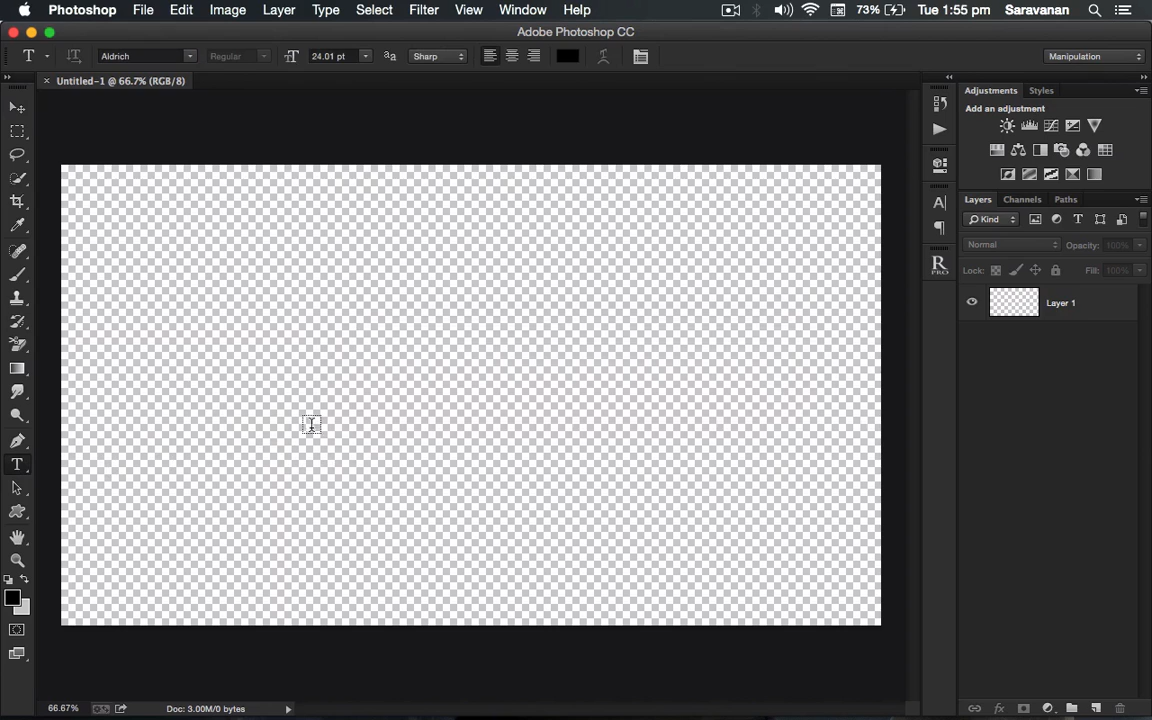 Photoshop File Edit Image Layer Type Select Filter View Window Help 73% Tue 1:55 pm Saravanan
Adobe Photoshop CC
T Aldrich Regular 24.01 pt aa Sharp Manipulation
Untitled-1 @ 66.7% (RGB/8)
Adjustments Styles
Add an adjustment
Layers Channels Paths
Kind
Normal Opacity: 100%
Lock: Fill: 100%
Layer 1
A
R
PRO
T
66.67% Doc: 3.00M/0 bytes
fx